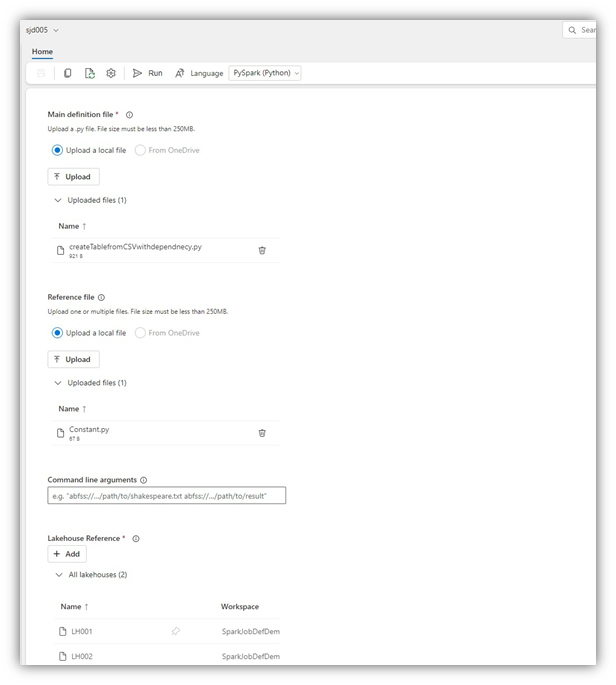 sjd005
Sear
Home
Run
Language
PySpark (Python)
Main definition file *
Upload a .py file. File size must be less than 250MB.
Upload a local file
From OneDrive
Upload
Uploaded files (1)
Name ↑
createTablefromCSVwithdependnecy.py
921 B
Reference file
Upload one or multiple files. File size must be less than 250MB.
Upload a local file
From OneDrive
Upload
Uploaded files (1)
Name ↑
Constant.py
67 B
Command line arguments
e.g. "abfss://.../path/to/shakespeare.txt abfss://.../path/to/result"
Lakehouse Reference *
+ Add
All lakehouses (2)
Name ↑ Workspace
LH001 SparkJobDefDem
LH002 SparkJobDefDem